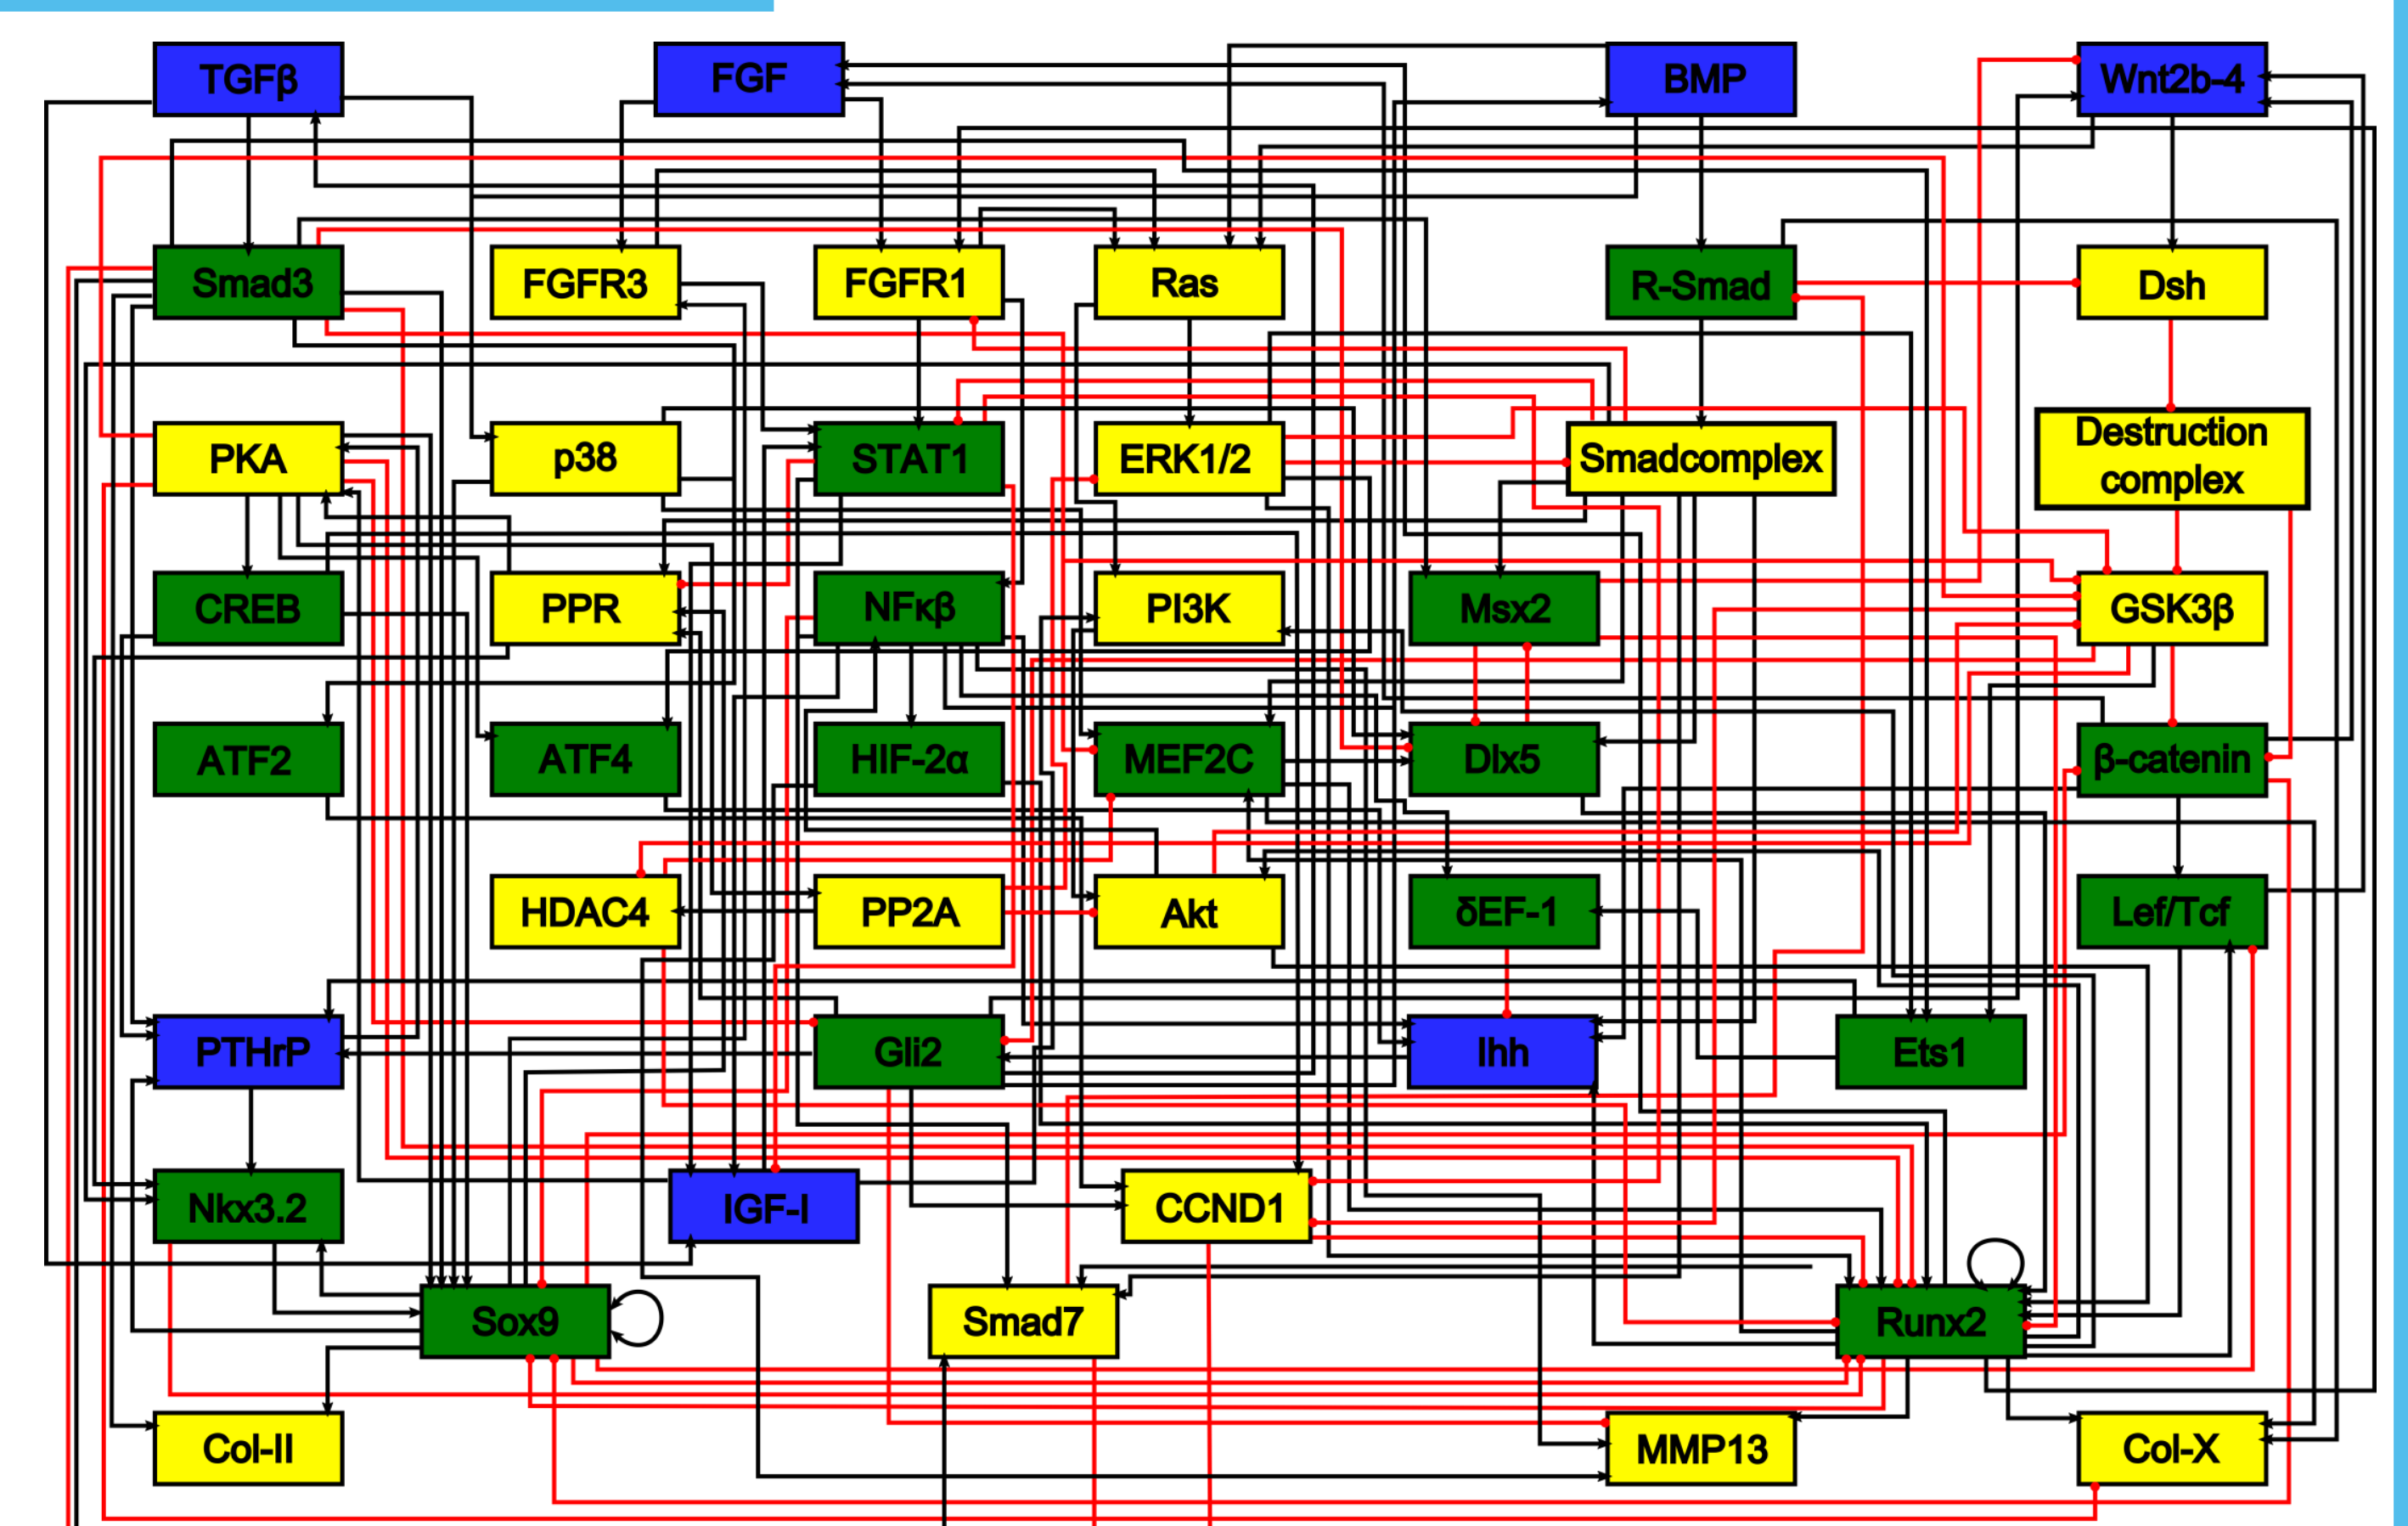 TGFβ
FGF
BMP
Wnt2b-4
Smad3
FGFR3
FGFR1
Ras
R-Smad
Dsh
PKA
p38
STAT1
ERK1/2
Smadcomplex
Destruction
complex
CREB
PPR
NFκβ
PI3K
Msx2
GSK3β
ATF2
ATF4
HIF-2α
MEF2C
Dlx5
β-catenin
HDAC4
PP2A
Akt
δEF-1
Lef/Tcf
PTHrP
Gli2
Ihh
Ets1
Nkx3.2
IGF-I
CCND1
Sox9
Smad7
Runx2
Col-II
MMP13
Col-X